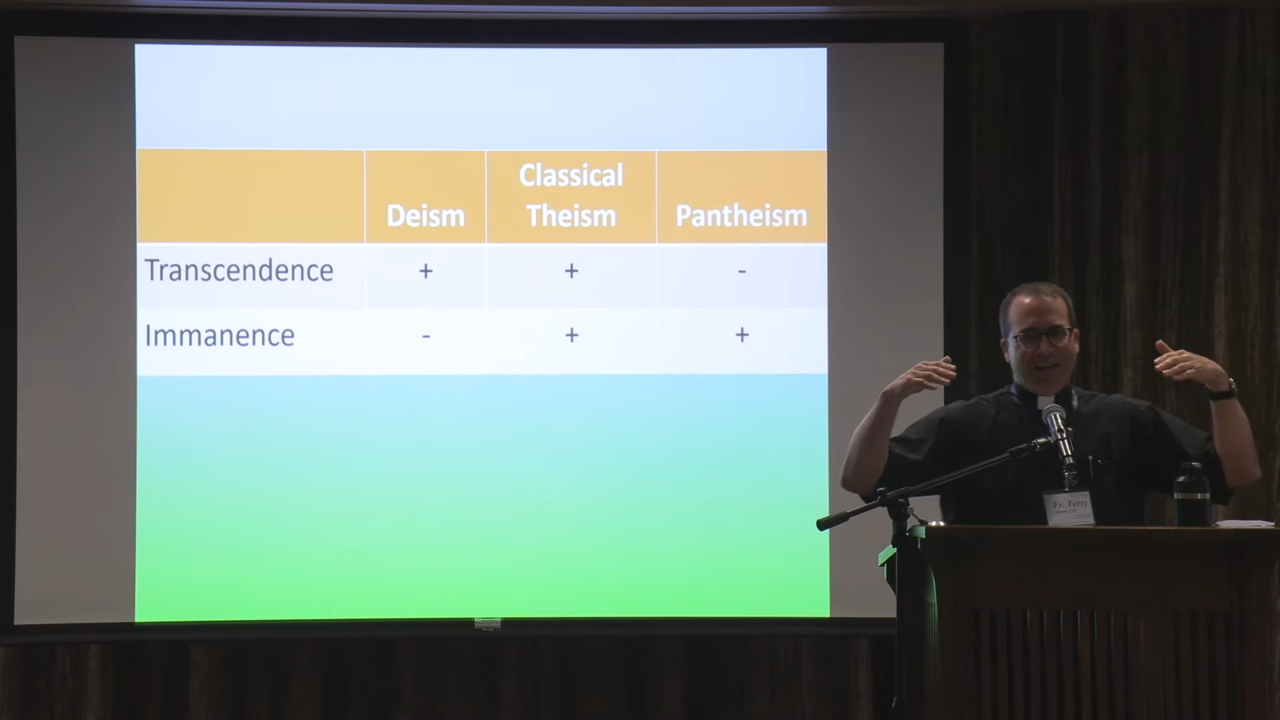 Classical
Deism Theism Pantheism
Transcendence + + -
Immanence - + +
Fr. Terry